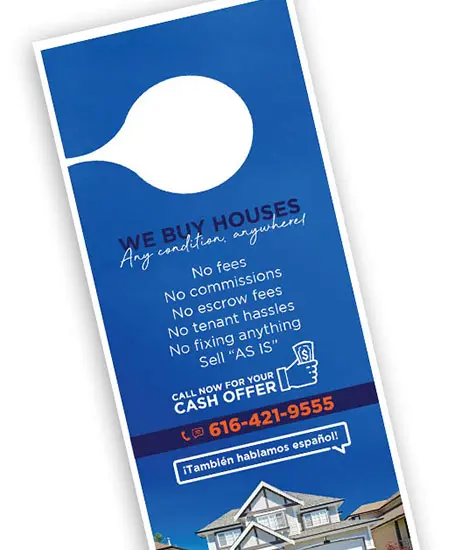 WE BUY HOUSES
Any condition, anywhere!
No fees
No commissions
No escrow fees
No tenant hassles
No fixing anything
Sell “AS IS”
CALL NOW FOR YOUR
CASH OFFER
616-421-9555
¡También hablamos español!